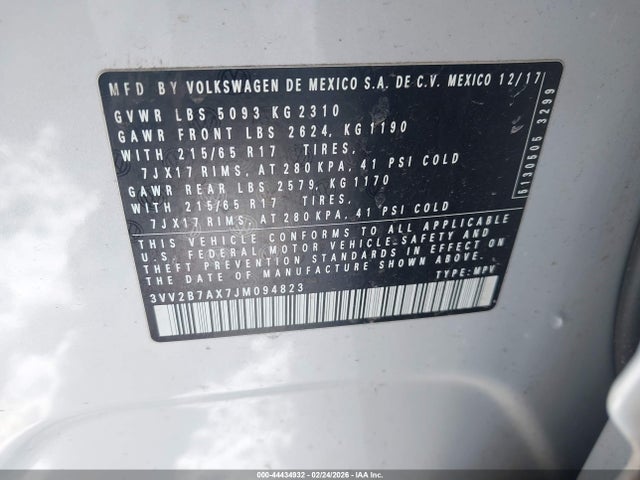 MFD BY VOLKSWAGEN DE MEXICO S.A. DE C.V. MEXICO 12/17
GVWR LBS 5093 KG 2310
GAWR FRONT LBS 2624, KG 1190
WITH 215/65 R17 TIRES,
7JX17 RIMS, AT 280 KPA, 41 PSI COLD
GAWR REAR LBS 2579, KG 1170
WITH 215/65 R17 TIRES,
7JX17 RIMS, AT 280 KPA, 41 PSI COLD
THIS VEHICLE CONFORMS TO ALL APPLICABLE
U.S. FEDERAL MOTOR VEHICLE SAFETY AND
THEFT PREVENTION STANDARDS IN EFFECT ON
THE DATE OF MANUFACTURE SHOWN ABOVE.
3VV2B7AX7JM094823 TYPE: MPV
5130505 3299
000-44434932 - 02/24/2026 - IAAI.COM